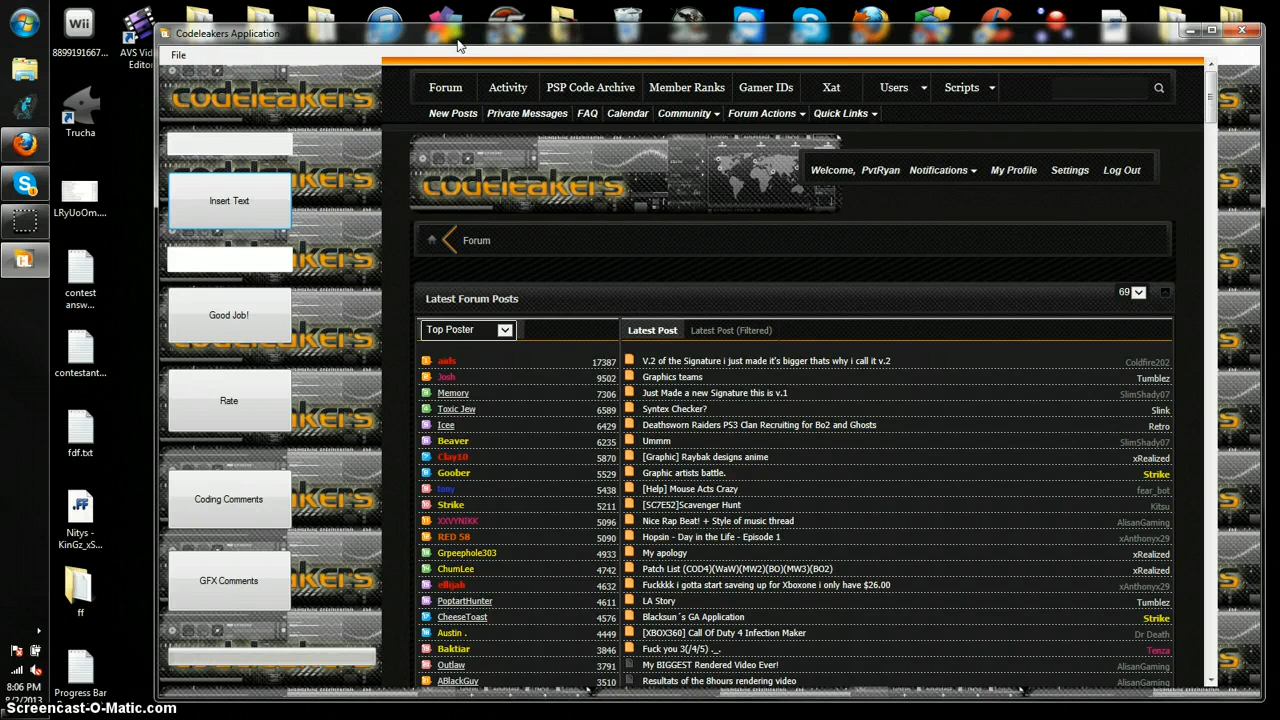 Wii
8899191667...
AVS Vid
Editor
Trucha
LRyUoOm....
contest
answ...
contestant...
fdf.txt
Nitys -
KinGz_xS...
ff
Progress Bar
8:06 PM
Codeleakers Application
File
codeleakers
Insert Text
Good Job!
Rate
Coding Comments
GFX Comments
Forum Activity PSP Code Archive Member Ranks Gamer IDs Xat Users Scripts
New Posts Private Messages FAQ Calendar Community Forum Actions Quick Links
codeleakers
Welcome, PvtRyan Notifications My Profile Settings Log Out
Forum
Latest Forum Posts 69
Top Poster Latest Post Latest Post (Filtered)
aids 17387 V.2 of the Signature i just made it's bigger thats why i call it v.2 Coldfire202
Josh 9502 Graphics teams Tumblez
Memory 7306 Just Made a new Signature this is v.1 SlimShady07
Toxic Jew 6589 Syntex Checker? Slink
Icee 6429 Deathsworn Raiders PS3 Clan Recruiting for Bo2 and Ghosts Retro
Beaver 6235 Ummm SlimShady07
Clay10 5870 [Graphic] Raybak designs anime xRealized
Goober 5529 Graphic artists battle. Strike
tony 5438 [Help] Mouse Acts Crazy fear_bot
Strike 5211 [SC7E52]Scavenger Hunt Kitsu
XXVYNIKK 5096 Nice Rap Beat! + Style of music thread AlisanGaming
RED 58 5090 Hopsin - Day in the Life - Episode 1 xAnthonyx29
Grpeephole303 4933 My apology xRealized
ChumLee 4742 Patch List (COD4)(WaW)(MW2)(BO)(MW3)(BO2) xRealized
ellijah 4632 Fuckkkk i gotta start saveing up for Xboxone i only have $26.00 xAnthonyx29
PoptartHunter 4611 LA Story Tumblez
CheeseToast 4576 Blacksun´s GA Application Strike
Austin . 4449 [XBOX360] Call Of Duty 4 Infection Maker Dr Death
Baktiar 3846 Fuck you 3(/4/5) ._. Tenza
Outlaw 3791 My BIGGEST Rendered Video Ever! AlisanGaming
ABlackGuy 3510 Resultats of the 8hours rendering video AlisanGaming
Screencast-O-Matic.com